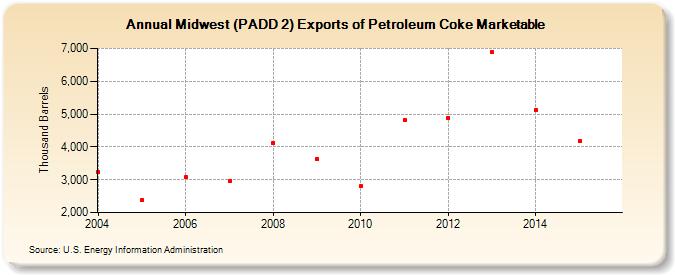 Annual Midwest (PADD 2) Exports of Petroleum Coke Marketable
Thousand Barrels
7,000
6,000
5,000
4,000
3,000
2,000
2004 2006 2008 2010 2012 2014
Source: U.S. Energy Information Administration